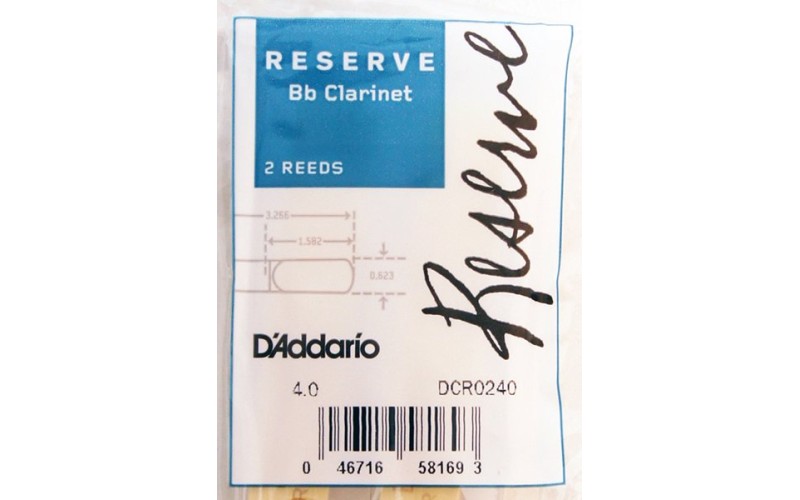 RESERVE
Bb Clarinet
2 REEDS
Reserve
3.266
1.562
0.623
D'Addario
4.0
DCR0240
0 46716 58169 3